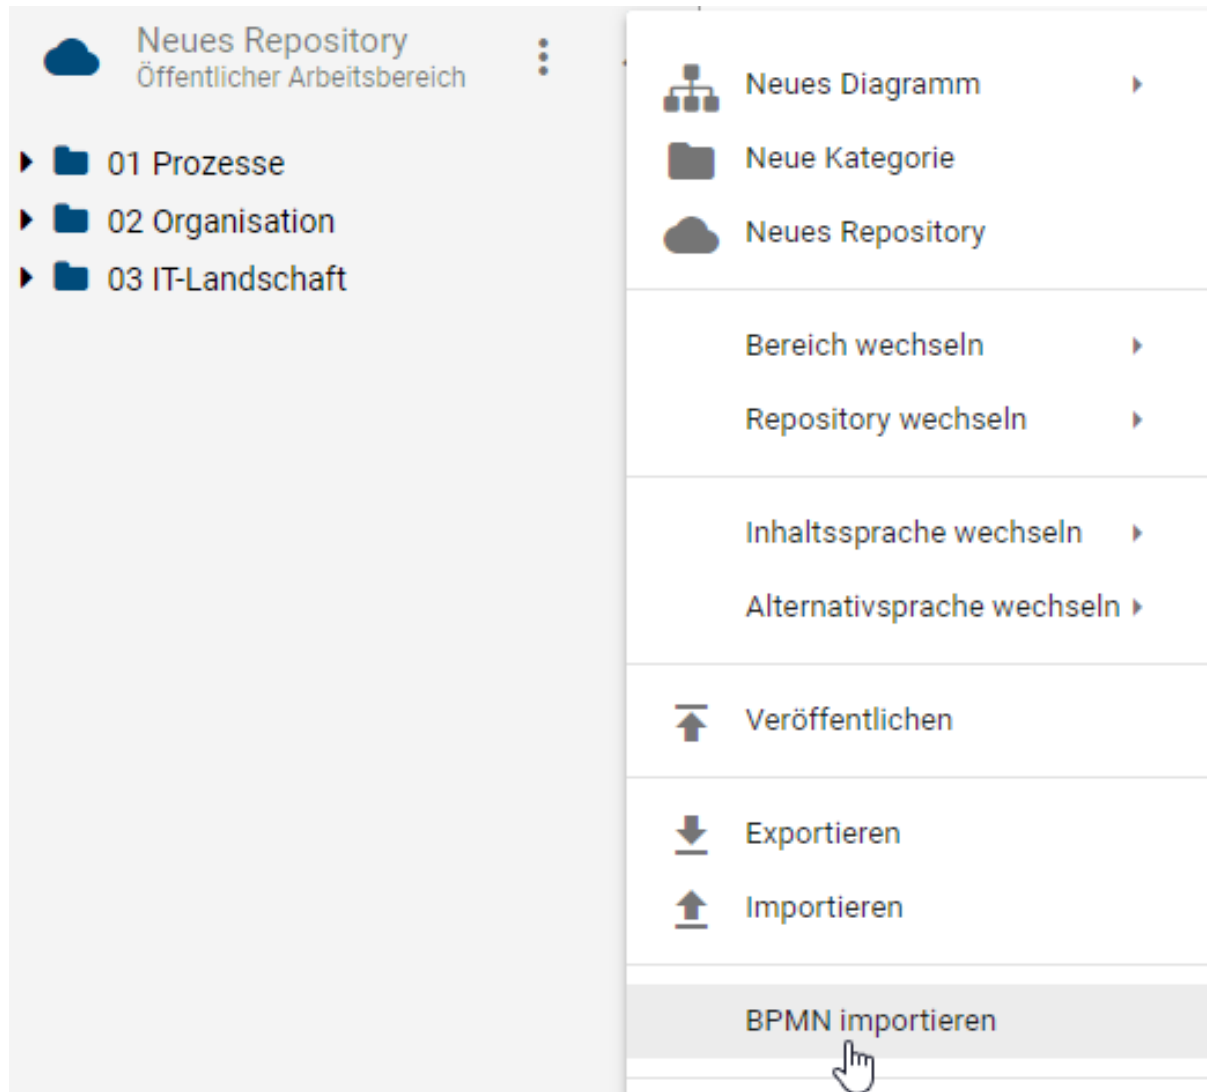 Neues Repository
Öffentlicher Arbeitsbereich
01 Prozesse
02 Organisation
03 IT-Landschaft
Neues Diagramm
Neue Kategorie
Neues Repository
Bereich wechseln
Repository wechseln
Inhaltssprache wechseln
Alternativsprache wechseln
Veröffentlichen
Exportieren
Importieren
BPMN importieren